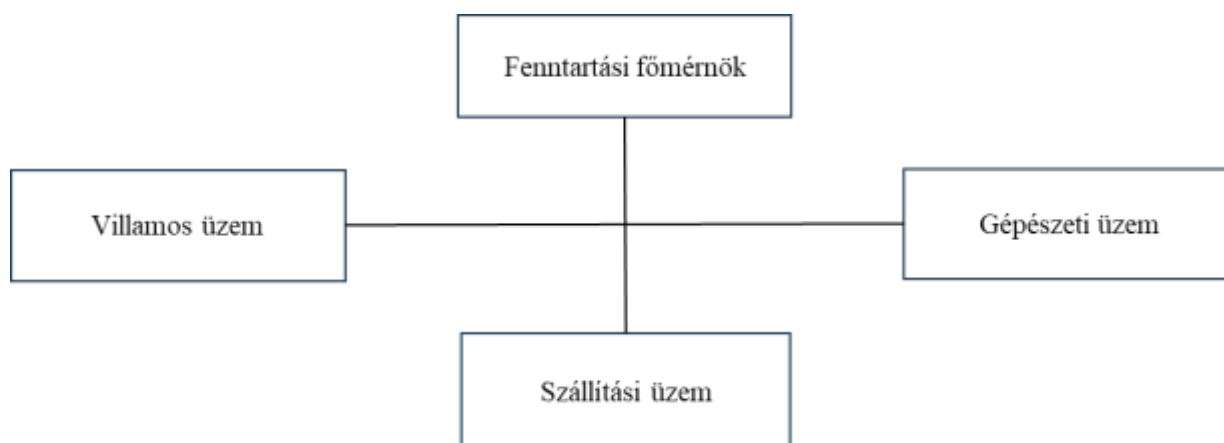 Fenntartási főmérnök
Villamos üzem
Gépészeti üzem
Szállítási üzem